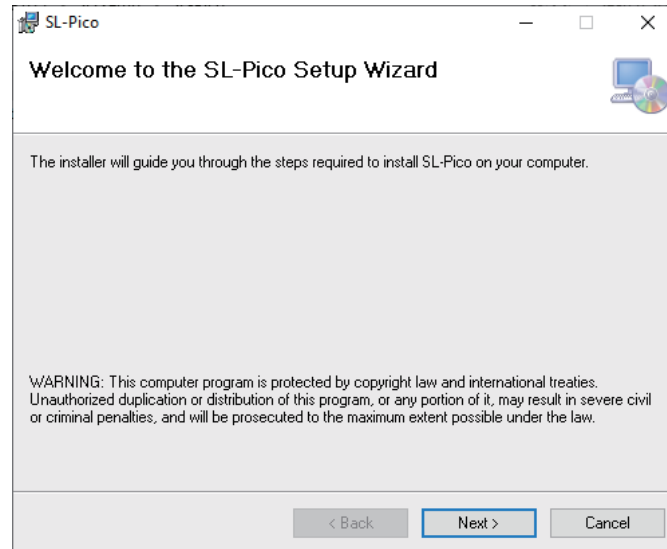 SL-Pico
Welcome to the SL-Pico Setup Wizard
The installer will guide you through the steps required to install SL-Pico on your computer.
WARNING: This computer program is protected by copyright law and international treaties.
Unauthorized duplication or distribution of this program, or any portion of it, may result in severe civil
or criminal penalties, and will be prosecuted to the maximum extent possible under the law.
< Back Next > Cancel